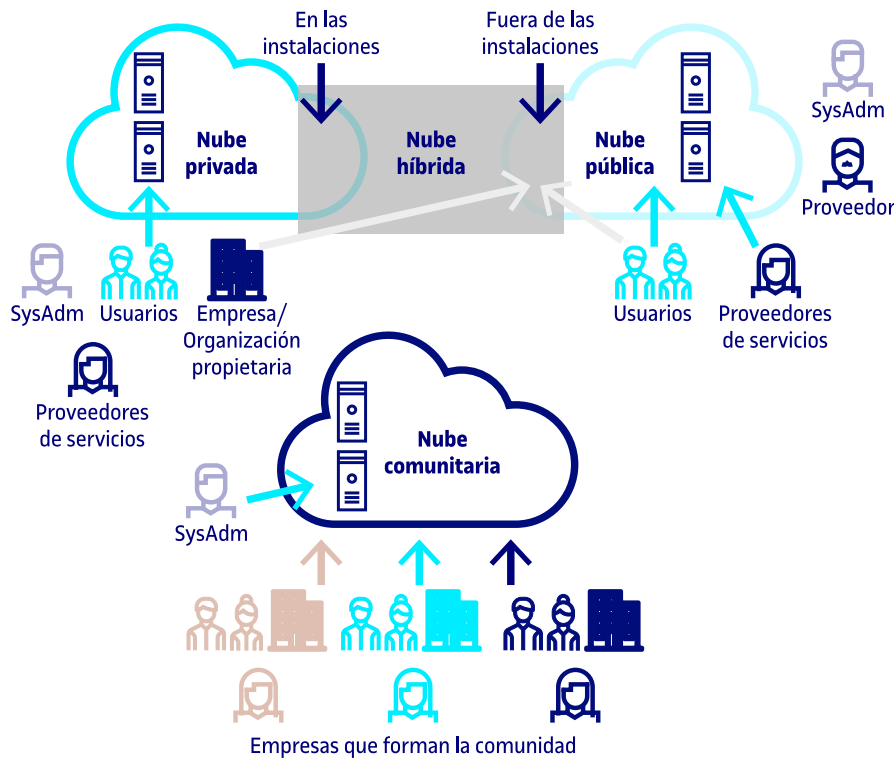 En las
instalaciones
Fuera de las
instalaciones
Nube
privada
Nube
híbrida
Nube
pública
SysAdm
Proveedor
SysAdm
Usuarios
Empresa/
Organización
propietaria
Usuarios
Proveedores
de servicios
Proveedores
de servicios
Nube
comunitaria
SysAdm
Empresas que forman la comunidad